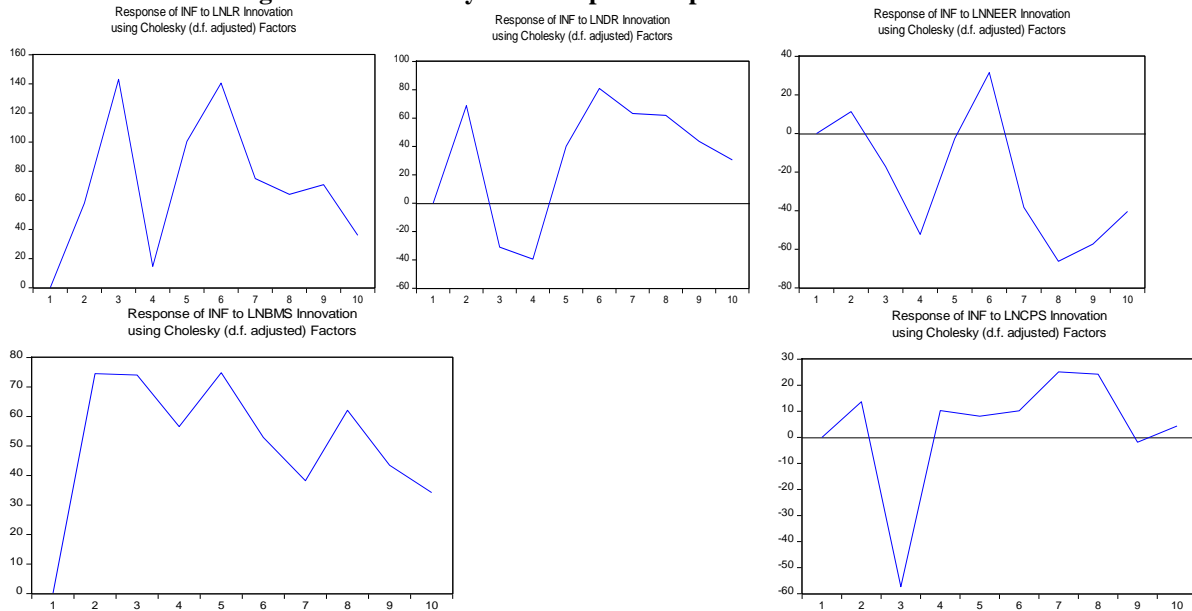 Response of INF to LNLR Innovation
using Cholesky (d.f. adjusted) Factors
160
140
120
100
80
60
40
20
0
1 2 3 4 5 6 7 8 9 10
Response of INF to LNDR Innovation
using Cholesky (d.f. adjusted) Factors
100
80
60
40
20
0
-20
-40
-60
1 2 3 4 5 6 7 8 9 10
Response of INF to LNNEER Innovation
using Cholesky (d.f. adjusted) Factors
40
20
0
-20
-40
-60
-80
1 2 3 4 5 6 7 8 9 10
Response of INF to LNBMS Innovation
using Cholesky (d.f. adjusted) Factors
80
70
60
50
40
30
20
10
0
1 2 3 4 5 6 7 8 9 10
Response of INF to LNCPS Innovation
using Cholesky (d.f. adjusted) Factors
30
20
10
0
-10
-20
-30
-40
-50
-60
1 2 3 4 5 6 7 8 9 10